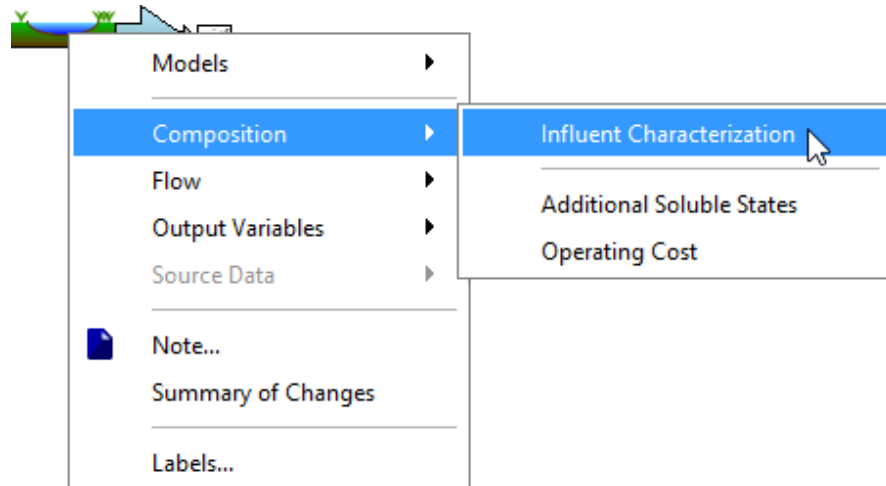 Models
Composition
Influent Characterization
Flow
Additional Soluble States
Output Variables
Operating Cost
Source Data
Note...
Summary of Changes
Labels...